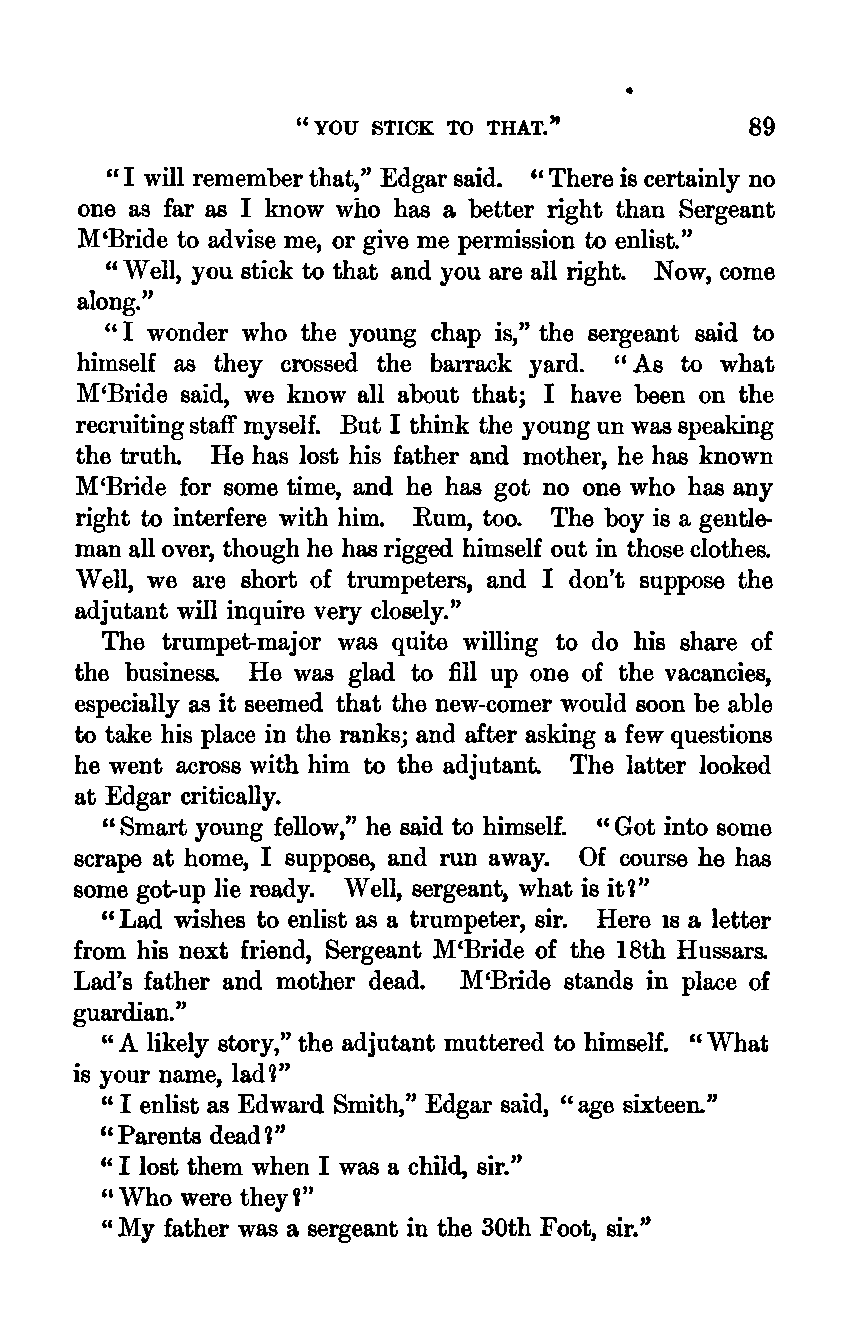 “YOU STICK TO THAT.” 89
“I will remember that,” Edgar said. “There is certainly no
one as far as I know who has a better right than Sergeant
M‘Bride to advise me, or give me permission to enlist.”
“Well, you stick to that and you are all right. Now, come
along.”
“I wonder who the young chap is,” the sergeant said to
himself as they crossed the barrack yard. “As to what
M‘Bride said, we know all about that; I have been on the
recruiting staff myself. But I think the young un was speaking
the truth. He has lost his father and mother, he has known
M‘Bride for some time, and he has got no one who has any
right to interfere with him. Rum, too. The boy is a gentle-
man all over, though he has rigged himself out in those clothes.
Well, we are short of trumpeters, and I don’t suppose the
adjutant will inquire very closely.”
The trumpet-major was quite willing to do his share of
the business. He was glad to fill up one of the vacancies,
especially as it seemed that the new-comer would soon be able
to take his place in the ranks; and after asking a few questions
he went across with him to the adjutant. The latter looked
at Edgar critically.
“Smart young fellow,” he said to himself. “Got into some
scrape at home, I suppose, and run away. Of course he has
some got-up lie ready. Well, sergeant, what is it?”
“Lad wishes to enlist as a trumpeter, sir. Here is a letter
from his next friend, Sergeant M‘Bride of the 18th Hussars.
Lad’s father and mother dead. M‘Bride stands in place of
guardian.”
“A likely story,” the adjutant muttered to himself. “What
is your name, lad?”
“I enlist as Edward Smith,” Edgar said, “age sixteen.”
“Parents dead?”
“I lost them when I was a child, sir.”
“Who were they?”
“My father was a sergeant in the 30th Foot, sir.”